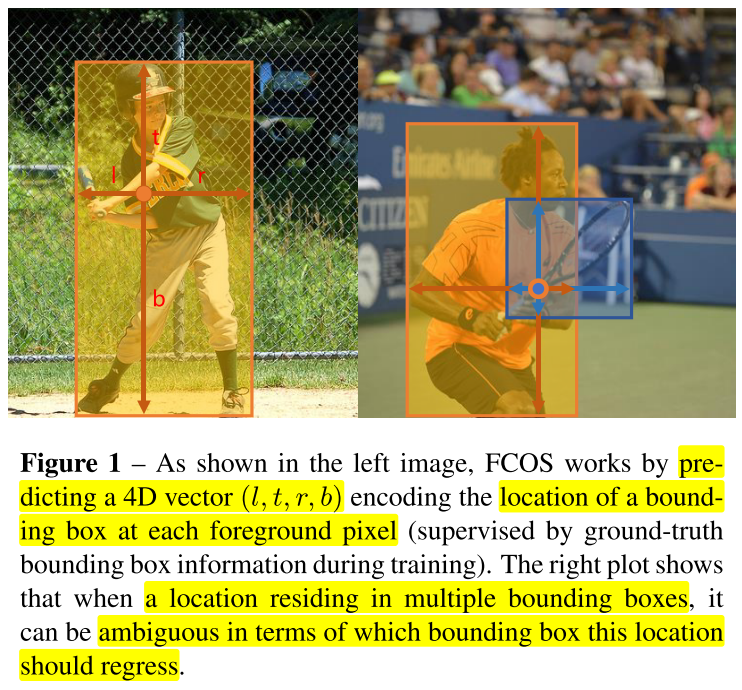 t
l
r
b
Emirates Airline
CITIZEN
Figure 1 – As shown in the left image, FCOS works by pre-
dicting a 4D vector (l, t, r, b) encoding the location of a bound-
ing box at each foreground pixel (supervised by ground-truth
bounding box information during training). The right plot shows
that when a location residing in multiple bounding boxes, it
can be ambiguous in terms of which bounding box this location
should regress.